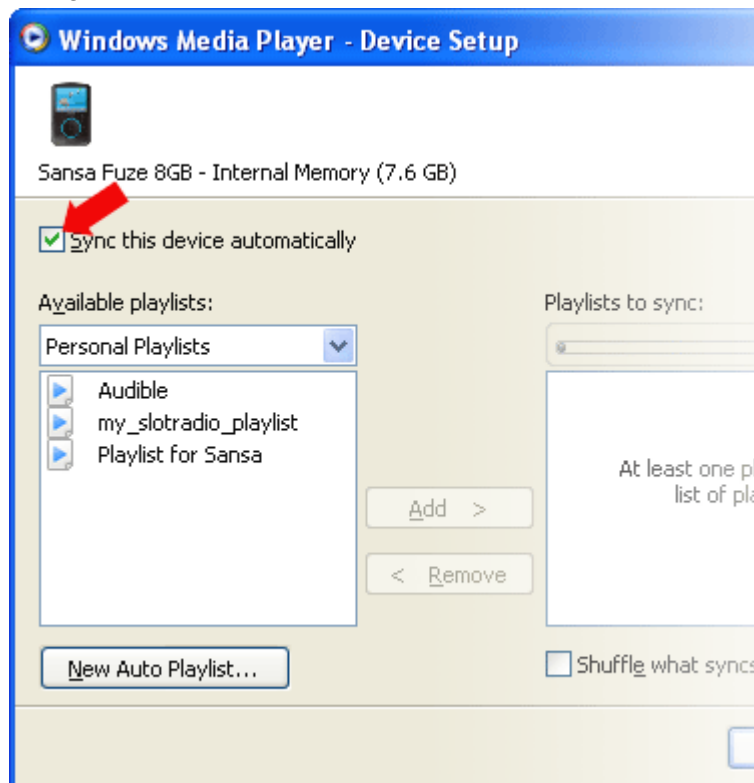 Windows Media Player - Device Setup
Sansa Fuze 8GB - Internal Memory (7.6 GB)
Sync this device automatically
Available playlists:
Playlists to sync:
Personal Playlists
Audible
my_slotradio_playlist
Playlist for Sansa
At least one
list of
Add >
< Remove
New Auto Playlist...
Shuffle what syncs